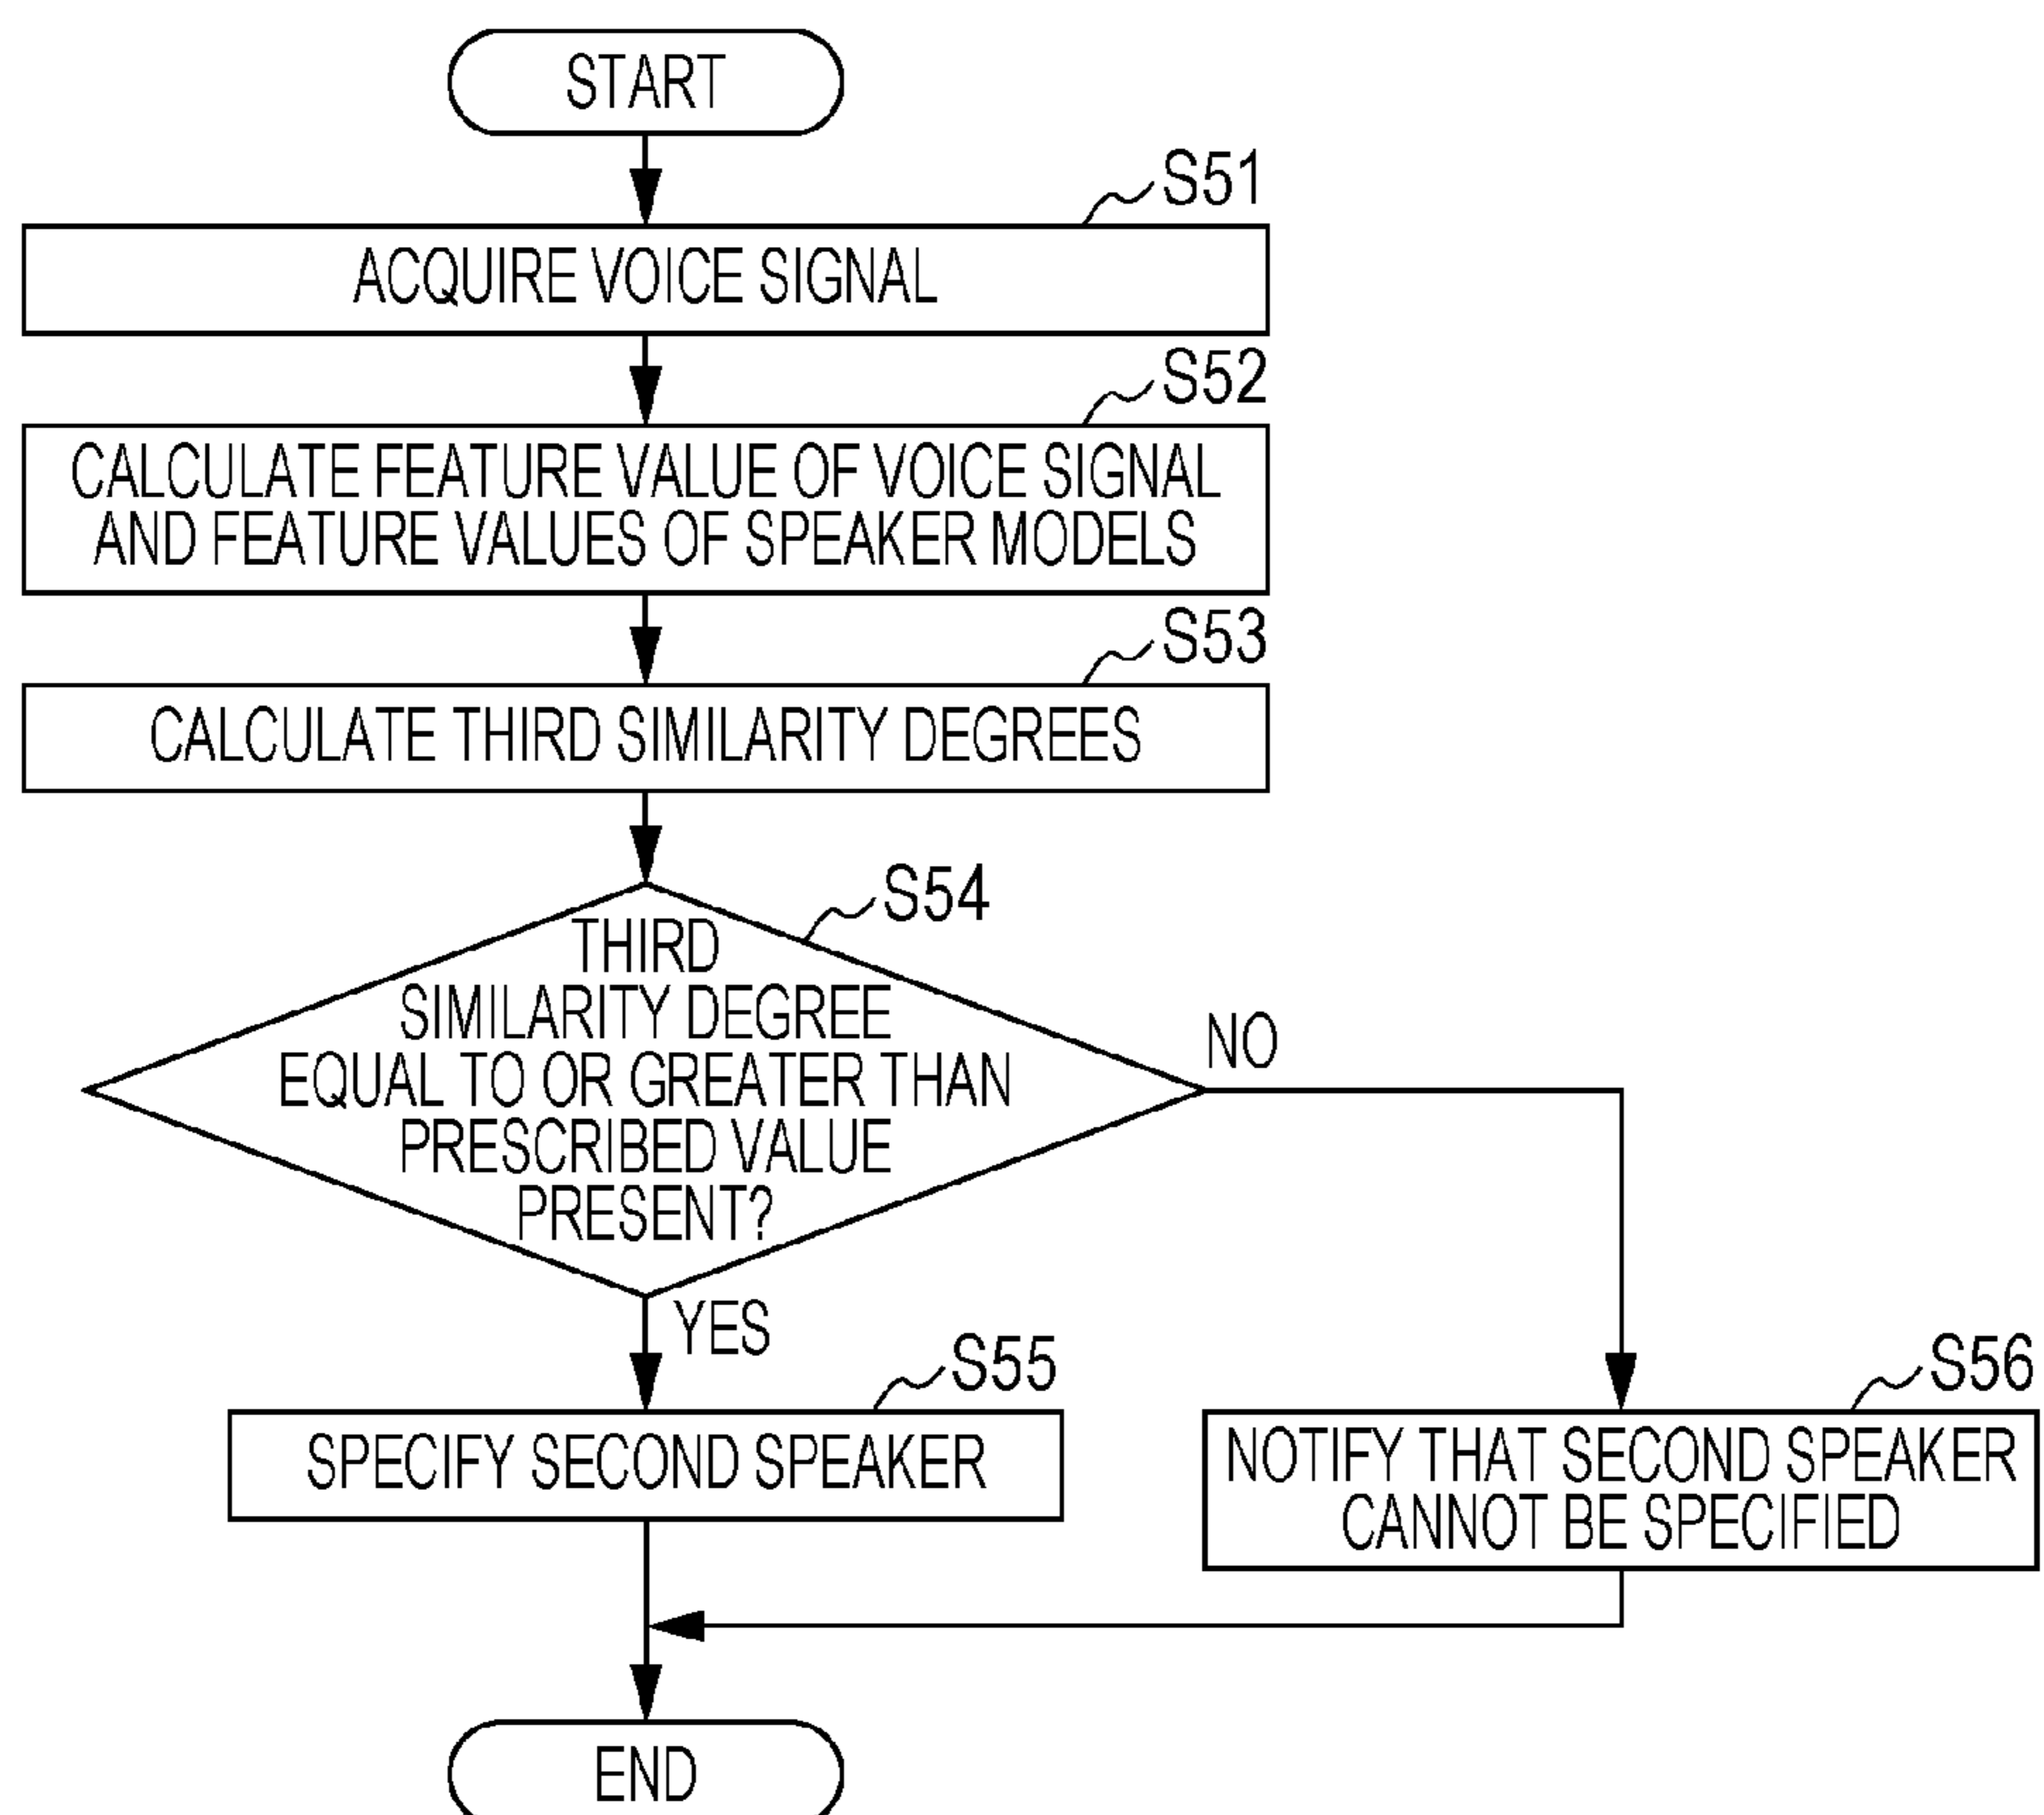 START
S51
ACQUIRE VOICE SIGNAL
S52
CALCULATE FEATURE VALUE OF VOICE SIGNAL
AND FEATURE VALUES OF SPEAKER MODELS
S53
CALCULATE THIRD SIMILARITY DEGREES
S54
THIRD
SIMILARITY DEGREE
EQUAL TO OR GREATER THAN
PRESCRIBED VALUE
PRESENT?
NO
YES
S55
SPECIFY SECOND SPEAKER
S56
NOTIFY THAT SECOND SPEAKER
CANNOT BE SPECIFIED
END